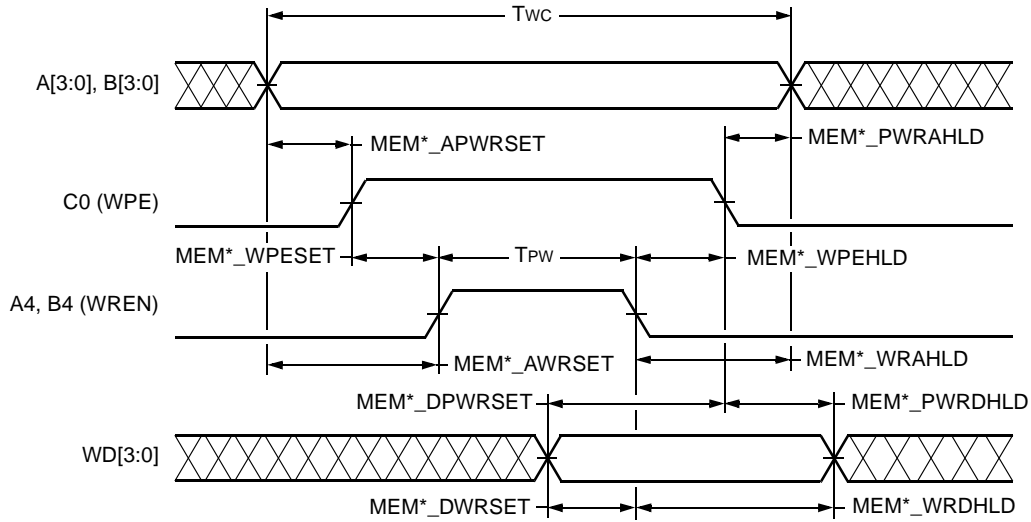 TWC
A[3:0], B[3:0]
MEM*_APWRSET
MEM*_PWRAHLD
C0 (WPE)
MEM*_WPESET
TPW
MEM*_WPEHLD
A4, B4 (WREN)
MEM*_AWRSET
MEM*_WRAHLD
MEM*_DPWRSET
MEM*_PWRDHLD
WD[3:0]
MEM*_DWRSET
MEM*_WRDHLD